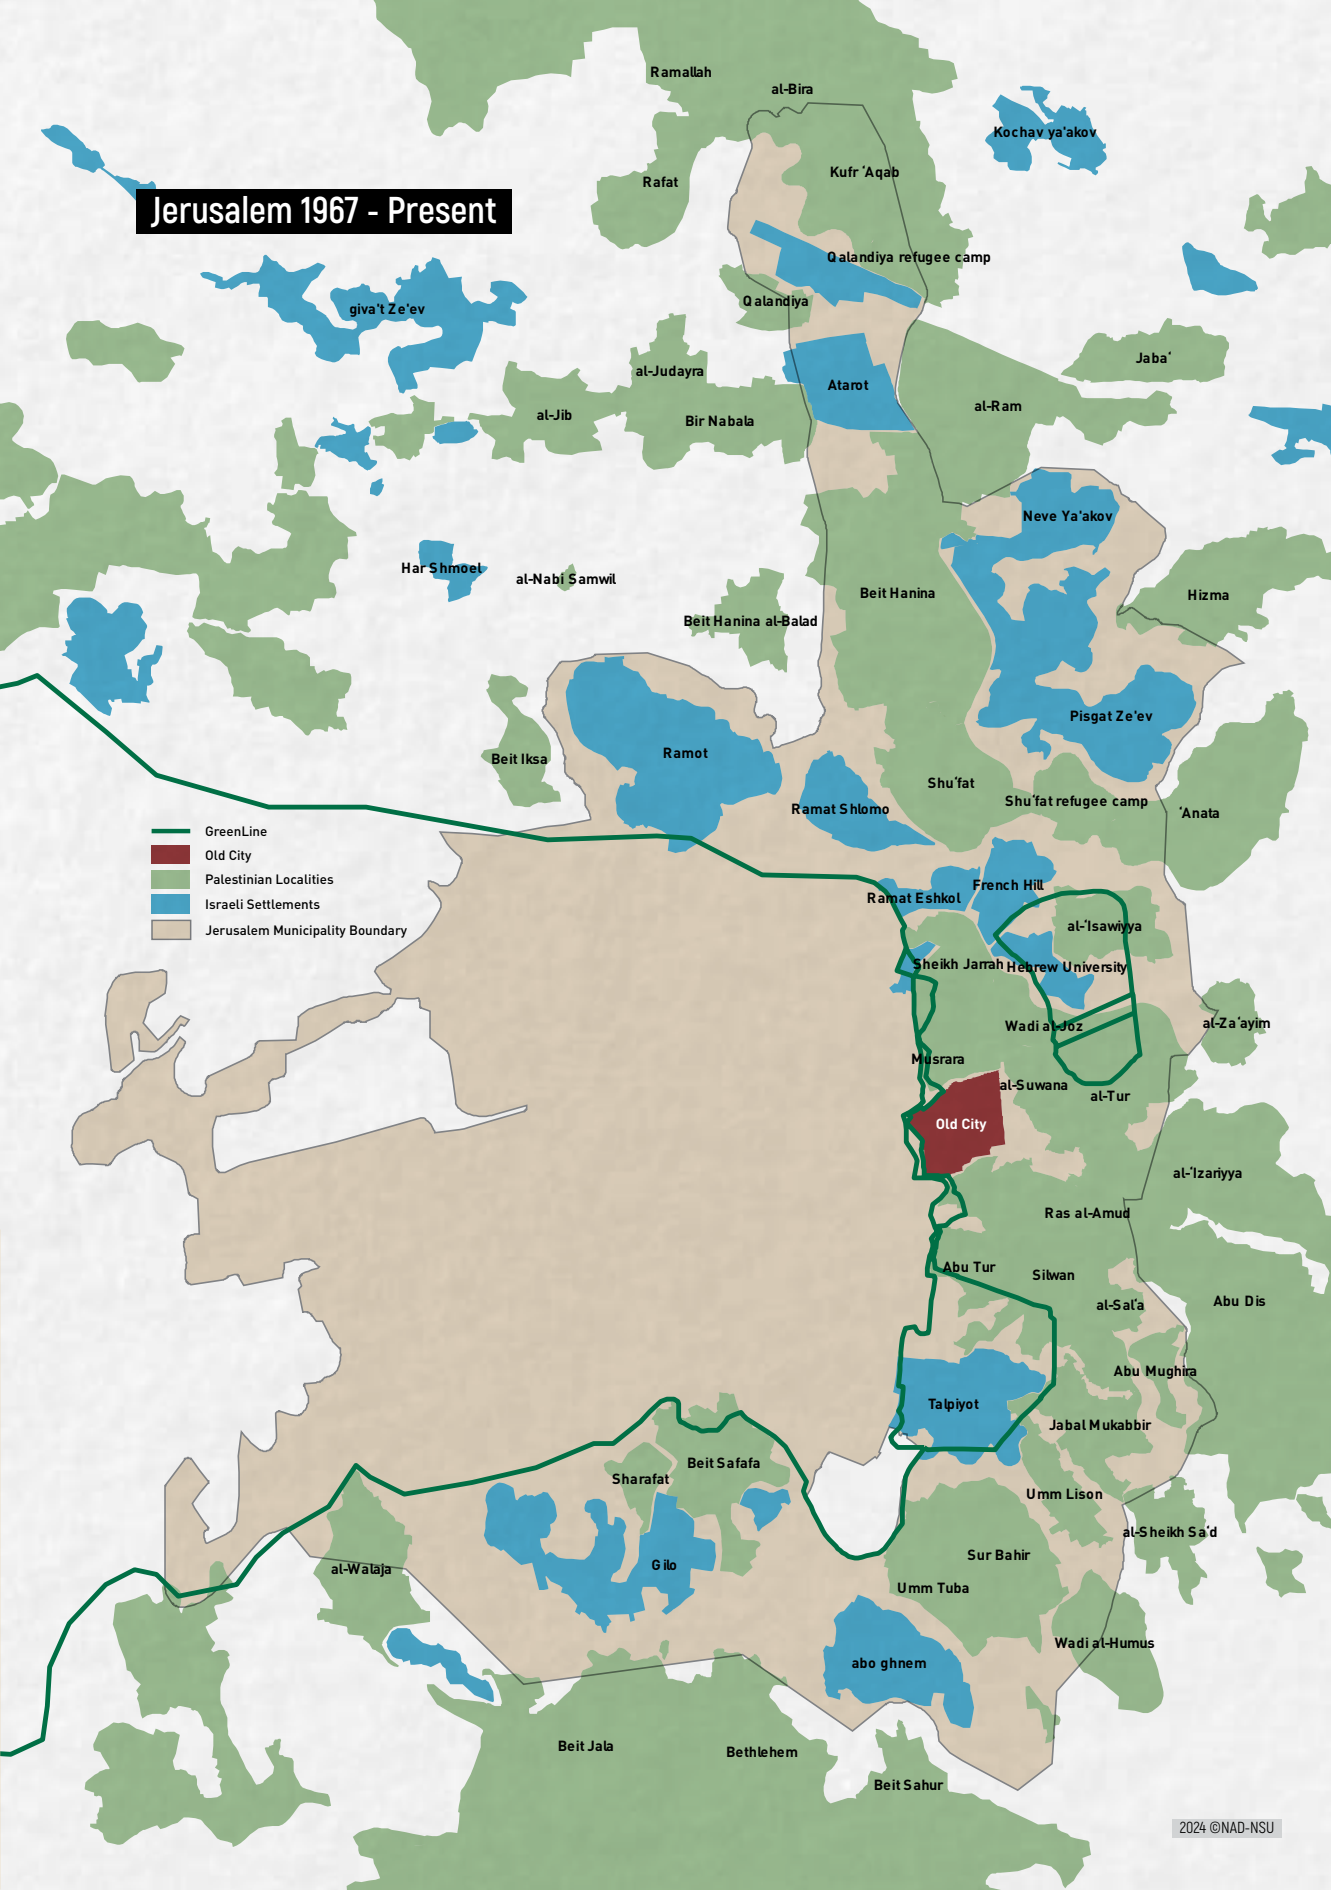 Ramallah
al-Bira
Kochav ya'akov
Kufr ‘Aqab
Rafat
Jerusalem 1967 - Present
Qalandiya refugee camp
Qalandiya
giva't Ze'ev
Jaba‘
al-Judayra
Atarot
al-Ram
al-Jib
Bir Nabala
Neve Ya'akov
Har Shmoel
al-Nabi Samwil
Beit Hanina
Hizma
Beit Hanina al-Balad
Pisgat Ze'ev
Ramot
Beit Iksa
Shu‘fat
Shu‘fat refugee camp
Ramat Shlomo
‘Anata
GreenLine
Old City
Palestinian Localities
Israeli Settlements
Jerusalem Municipality Boundary
French Hill
Ramat Eshkol
al-‘Isawiyya
Sheikh Jarrah
Hebrew University
Wadi al-Joz
al-Za‘ayim
Musrara
al-Suwana
al-Tur
Old City
al-‘Izariyya
Ras al-Amud
Abu Tur
Silwan
al-Sal‘a
Abu Dis
Abu Mughira
Talpiyot
Jabal Mukabbir
Beit Safafa
Sharafat
Umm Lison
al-Sheikh Sa‘d
Sur Bahir
al-Walaja
Gilo
Umm Tuba
Wadi al-Humus
abo ghnem
Beit Jala
Bethlehem
Beit Sahur
2024 ©NAD-NSU